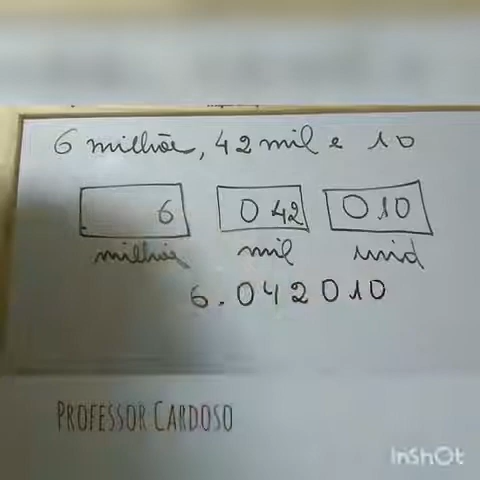 6 milhões, 42 mil e 10
6 042 010
milhões mil unid
6.042010
PROFESSOR CARDOSO
InShOt